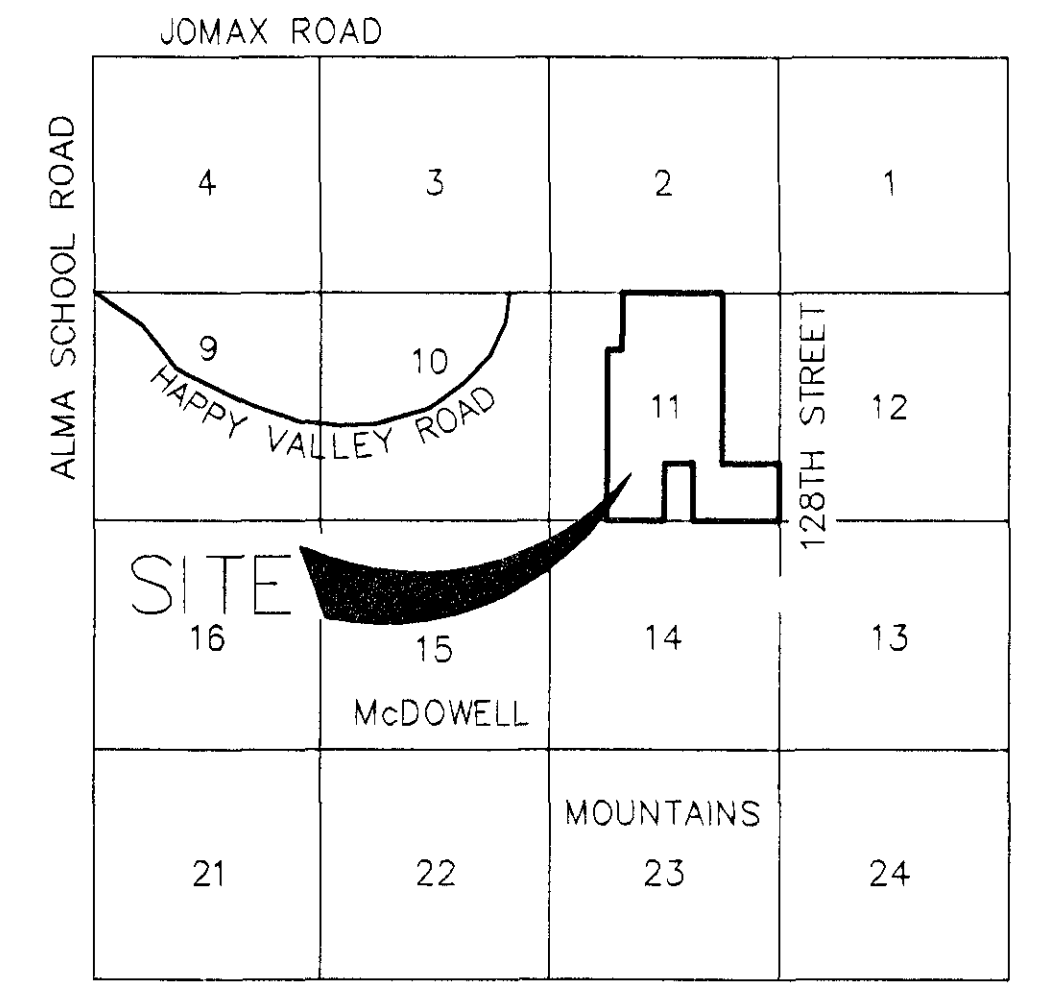 JOMAX ROAD
ALMA SCHOOL ROAD
4
3
2
1
9
10
HAPPY VALLEY ROAD
11
128TH STREET
12
SITE
16
15
14
13
McDOWELL
MOUNTAINS
21
22
23
24